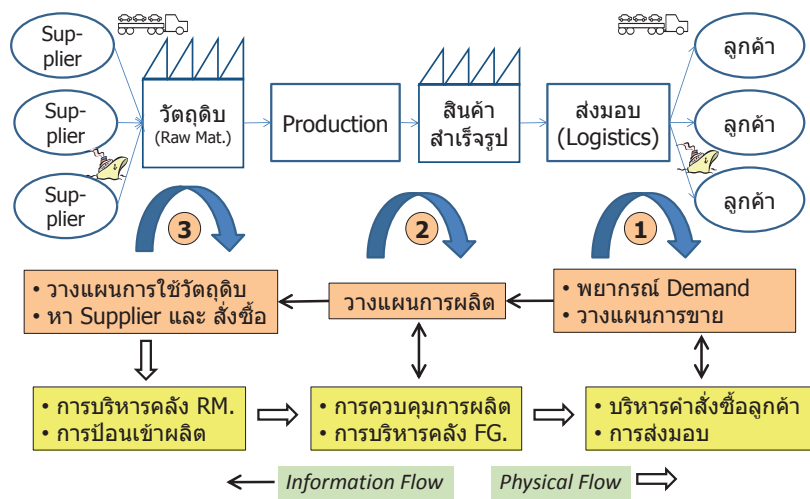 Sup-
plier
Sup-
plier
Sup-
plier
วัตถุดิบ
(Raw Mat.)
Production
สินค้า
สำเร็จรูป
ส่งมอบ
(Logistics)
ลูกค้า
ลูกค้า
ลูกค้า
3
2
1
• วางแผนการใช้วัตถุดิบ
• หา Supplier และ สั่งซื้อ
วางแผนการผลิต
• พยากรณ์ Demand
• วางแผนการขาย
• การบริหารคลัง RM.
• การป้อนเข้าผลิต
• การควบคุมการผลิต
• การบริหารคลัง FG.
• บริหารคำสั่งซื้อลูกค้า
• การส่งมอบ
Information Flow
Physical Flow